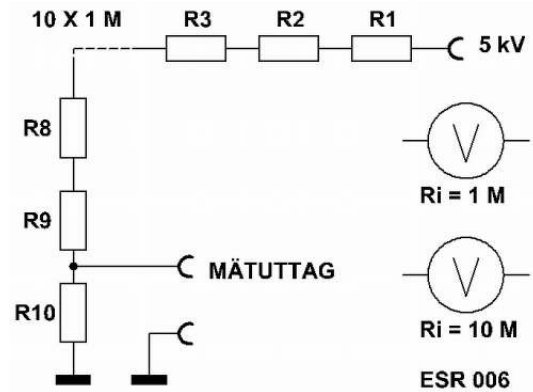 10 X 1 M
R3
R2
R1
5 kV
R8
V
Ri = 1 M
R9
MÄTUTTAG
V
R10
Ri = 10 M
ESR 006